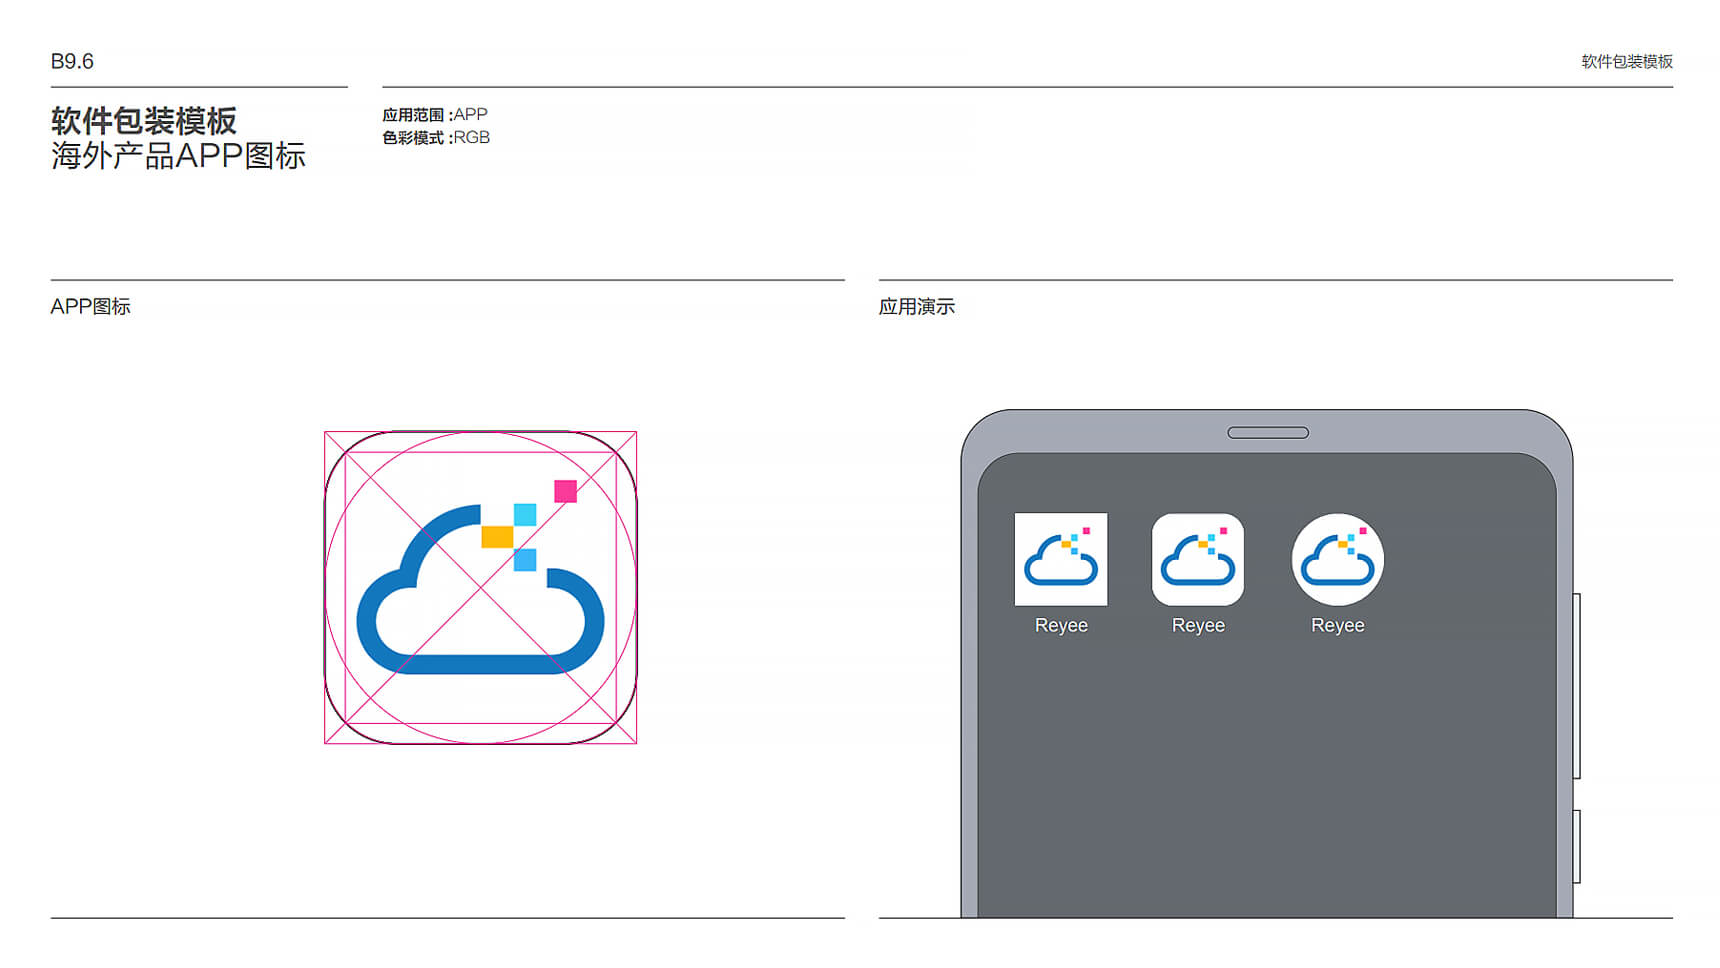 B9.6
软件包装模板
软件包装模板
海外产品APP图标
应用范围 :APP
色彩模式 :RGB
APP图标
应用演示
Reyee
Reyee
Reyee